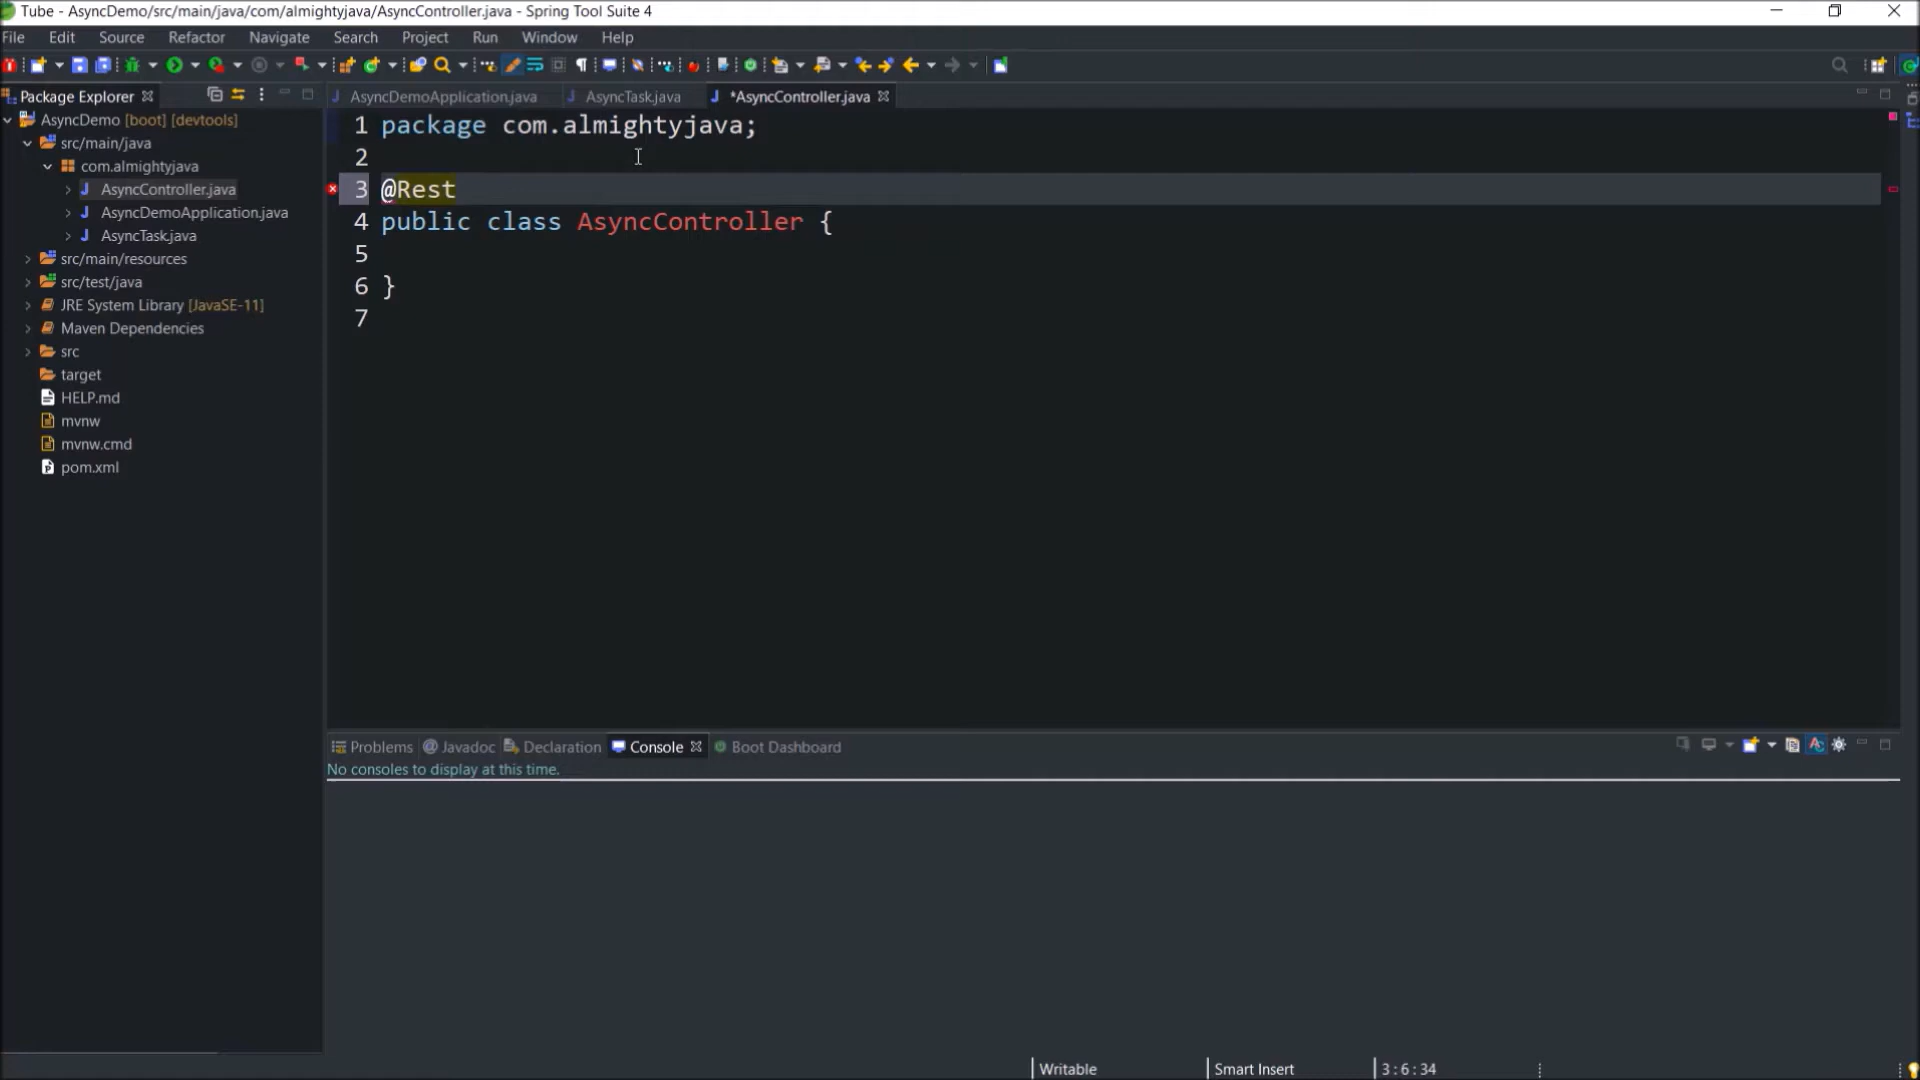 Tube - AsyncDemo/src/main/java/com/almightyjava/AsyncController.java - Spring Tool Suite 4
File Edit Source Refactor Navigate Search Project Run Window Help
Package Explorer
AsyncDemoApplication.java AsyncTask.java *AsyncController.java
AsyncDemo [boot] [devtools]
src/main/java
com.almightyjava
AsyncController.java
AsyncDemoApplication.java
AsyncTask.java
src/main/resources
src/test/java
JRE System Library [JavaSE-11]
Maven Dependencies
src
target
HELP.md
mvnw
mvnw.cmd
pom.xml
1 package com.almightyjava;
2
3 @Rest
4 public class AsyncController {
5
6 }
7
Problems @ Javadoc Declaration Console Boot Dashboard
No consoles to display at this time.
Writable Smart Insert 3 : 6 : 34